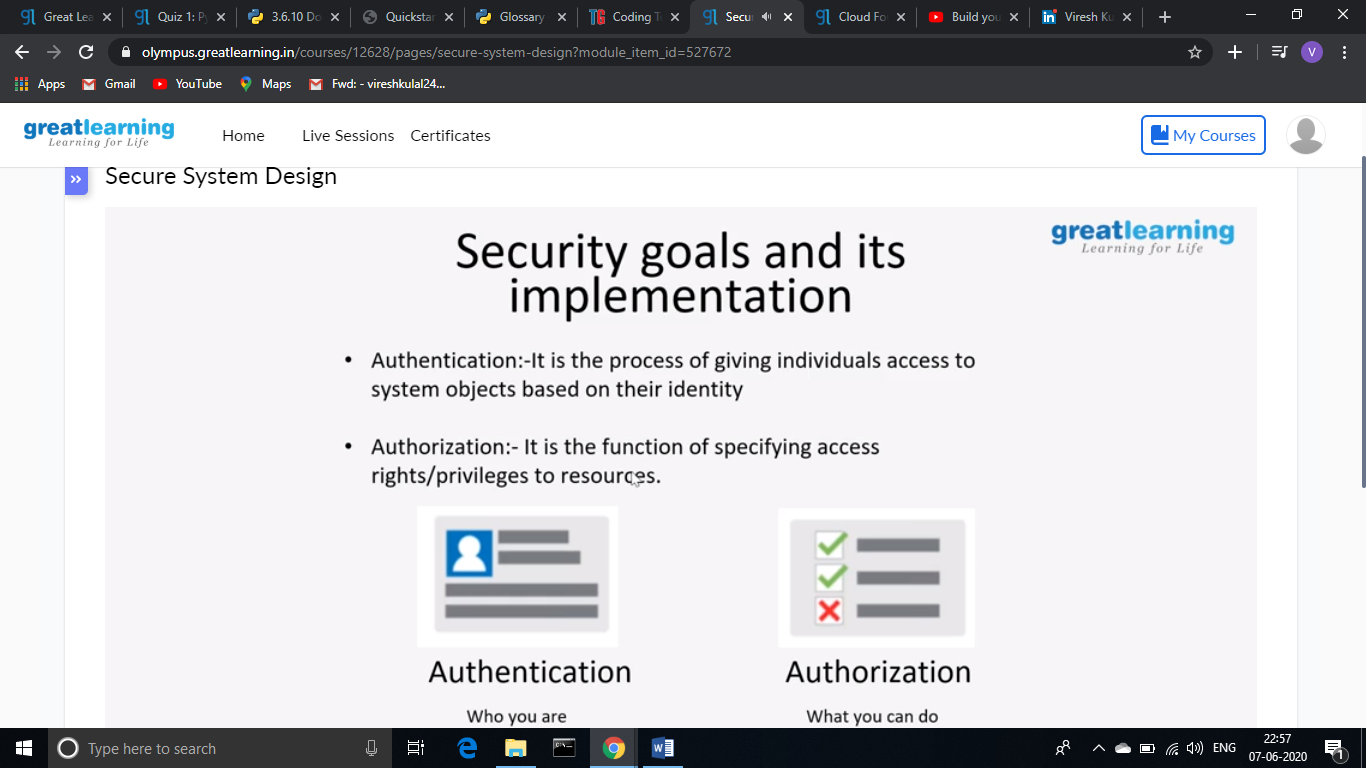 Great Lea
Quiz 1: P
3.6.10 Do
Quickstar
Glossary
TG
Coding T
Secu
Cloud Fo
Build you
in
Viresh Ku
olympus.greatlearning.in/courses/12628/pages/secure-system-design?module_item_id=527672
V
Apps
Gmail
YouTube
Maps
Fwd: - vireshkulal24...
greatlearning
Learning for Life
Home
Live Sessions
Certificates
My Courses
»
Secure System Design
greatlearning
Learning for Life
Security goals and its
implementation
• Authentication:-It is the process of giving individuals access to
system objects based on their identity
• Authorization:- It is the function of specifying access
rights/privileges to resources.
Authentication
Authorization
Who you are
What you can do
Type here to search
ENG
22:57
07-06-2020
1